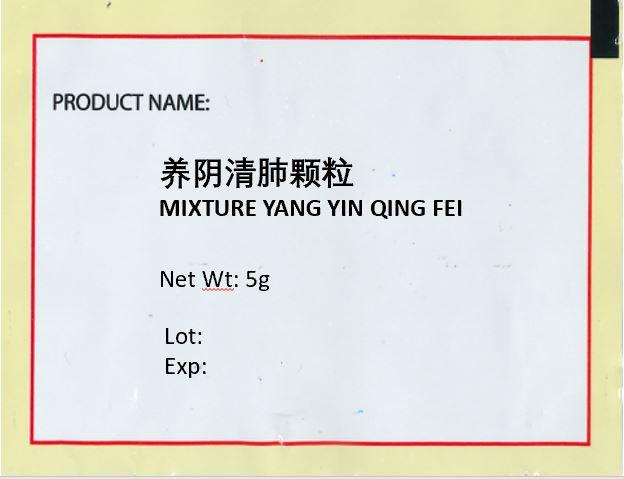 PRODUCT NAME:
养阴清肺颗粒
MIXTURE YANG YIN QING FEI
Net Wt: 5g
Lot:
Exp: